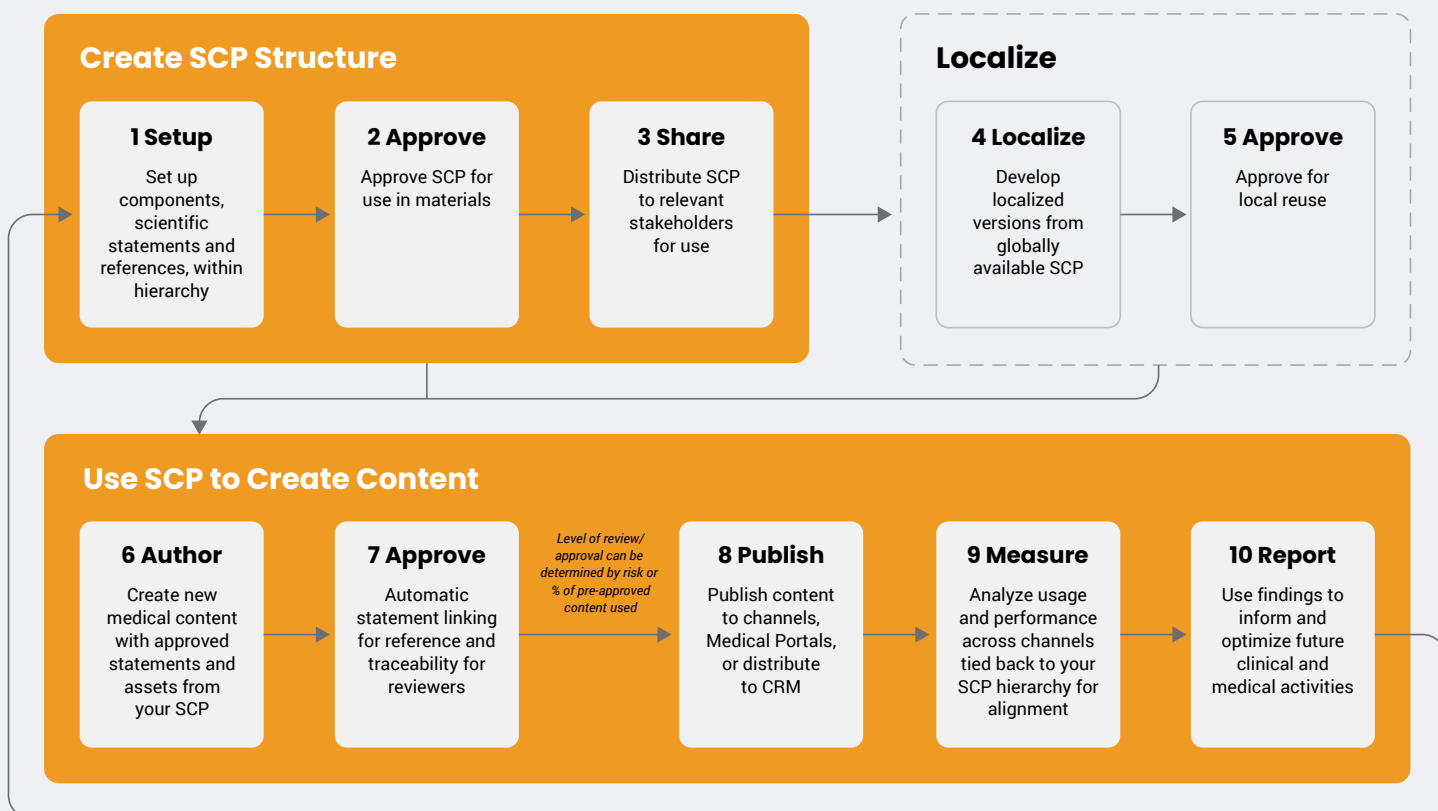 Create SCP Structure
1 Setup
Set up
components,
scientific
statements and
references, within
hierarchy
2 Approve
Approve SCP for
use in materials
3 Share
Distribute SCP
to relevant
stakeholders
for use
Localize
4 Localize
Develop
localized
versions from
globally
available SCP
5 Approve
Approve for
local reuse
Use SCP to Create Content
6 Author
Create new
medical content
with approved
statements and
assets from
your SCP
7 Approve
Automatic
statement linking
for reference and
traceability for
reviewers
Level of review/
approval can be
determined by risk or
% of pre-approved
content used
8 Publish
Publish content
to channels,
Medical Portals,
or distribute
to CRM
9 Measure
Analyze usage
and performance
across channels
tied back to your
SCP hierarchy for
alignment
10 Report
Use findings to
inform and
optimize future
clinical and
medical activities